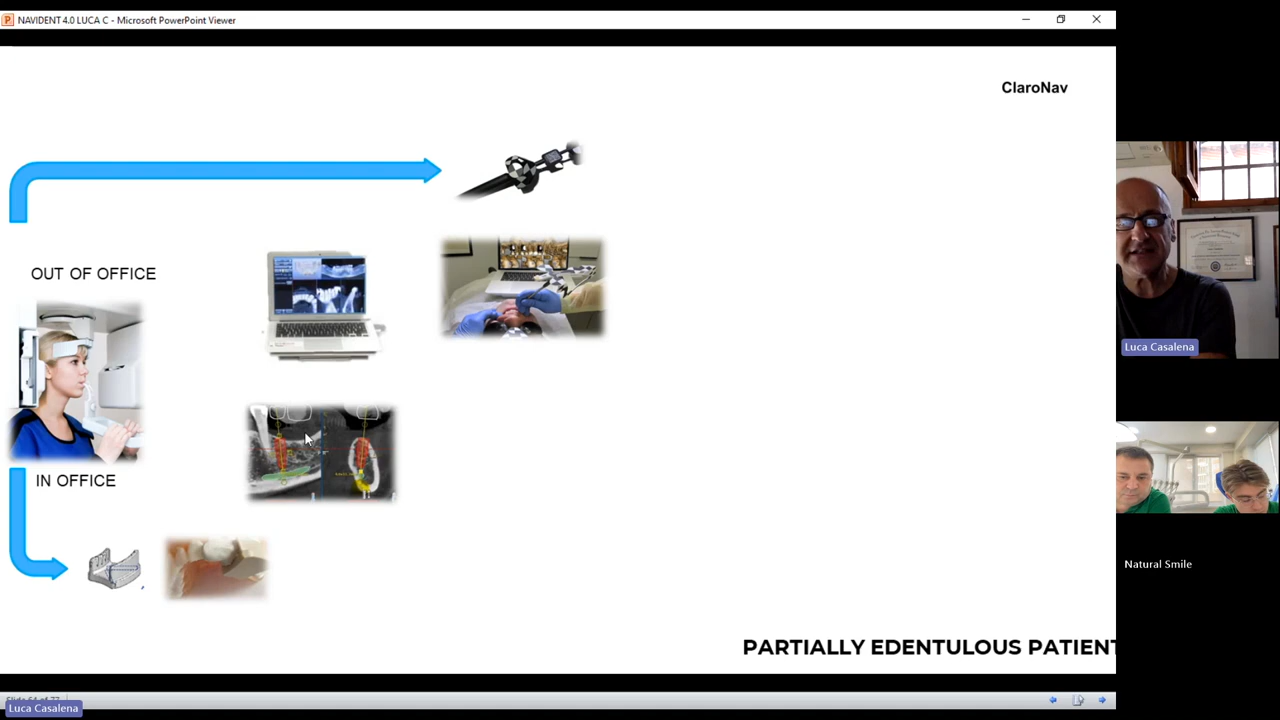 NAVIDENT 4.0 LUCA C - Microsoft PowerPoint Viewer
ClaroNav
OUT OF OFFICE
IN OFFICE
PARTIALLY EDENTULOUS PATIENT
Luca Casalena
Natural Smile
Luca Casalena